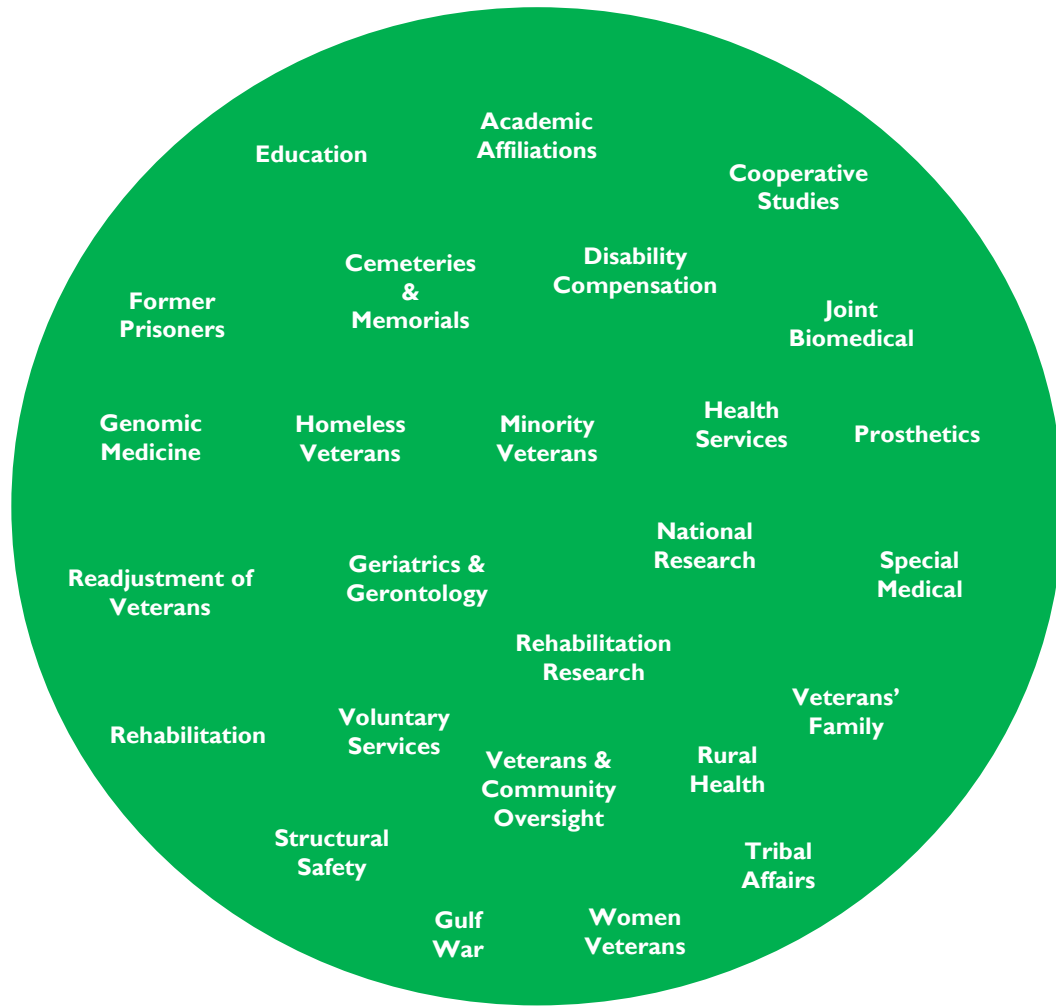 Academic
Affiliations
Education
Cooperative
Studies
Cemeteries
&
Memorials
Disability
Compensation
Former
Prisoners
Joint
Biomedical
Genomic
Medicine
Homeless
Veterans
Minority
Veterans
Health
Services
Prosthetics
National
Research
Readjustment of
Veterans
Geriatrics &
Gerontology
Special
Medical
Rehabilitation
Research
Veterans’
Family
Rehabilitation
Voluntary
Services
Veterans &
Community
Oversight
Rural
Health
Structural
Safety
Tribal
Affairs
Gulf
War
Women
Veterans